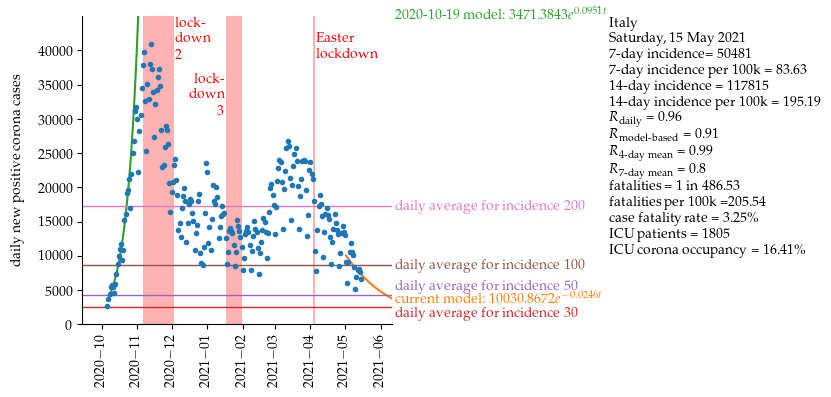 2020-10-19 model: 3471.3843e^0.0951t
lock-
down
2
Easter
lockdown
lock-
down
3
daily new positive corona cases
40000
35000
30000
25000
20000
15000
10000
5000
0
daily average for incidence 200
daily average for incidence 100
daily average for incidence 50
current model: 10030.8672e^−0.0246t
daily average for incidence 30
2020−10
2020−11
2020−12
2021−01
2021−02
2021−03
2021−04
2021−05
2021−06
Italy
Saturday, 15 May 2021
7-day incidence= 50481
7-day incidence per 100k = 83.63
14-day incidence = 117815
14-day incidence per 100k = 195.19
R_daily = 0.96
R_model-based = 0.91
R_4-day mean = 0.99
R_7-day mean = 0.8
fatalities = 1 in 486.53
fatalities per 100k =205.54
case fatality rate = 3.25%
ICU patients = 1805
ICU corona occupancy = 16.41%